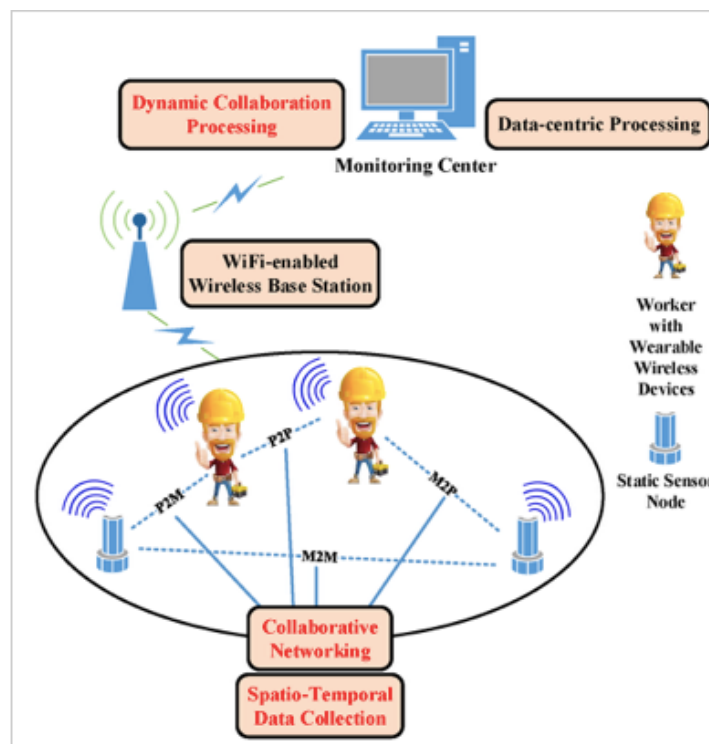 Dynamic Collaboration
Processing
Data-centric Processing
Monitoring Center
WiFi-enabled
Wireless Base Station
Worker
with
Wearable
Wireless
Devices
P2P
P2M
M2P
Static Sensor
Node
M2M
Collaborative
Networking
Spatio-Temporal
Data Collection